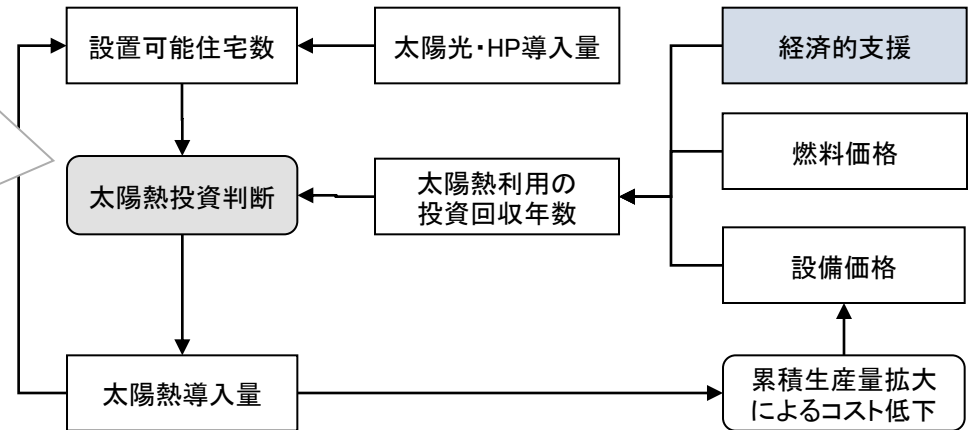 設置可能住宅数
太陽光・HP導入量
経済的支援
燃料価格
太陽熱投資判断
太陽熱利用の
投資回収年数
設備価格
太陽熱導入量
累積生産量拡大
によるコスト低下